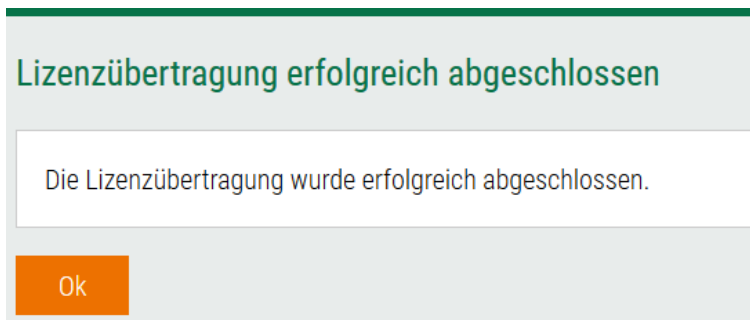 Lizenzübertragung erfolgreich abgeschlossen
Die Lizenzübertragung wurde erfolgreich abgeschlossen.
Ok